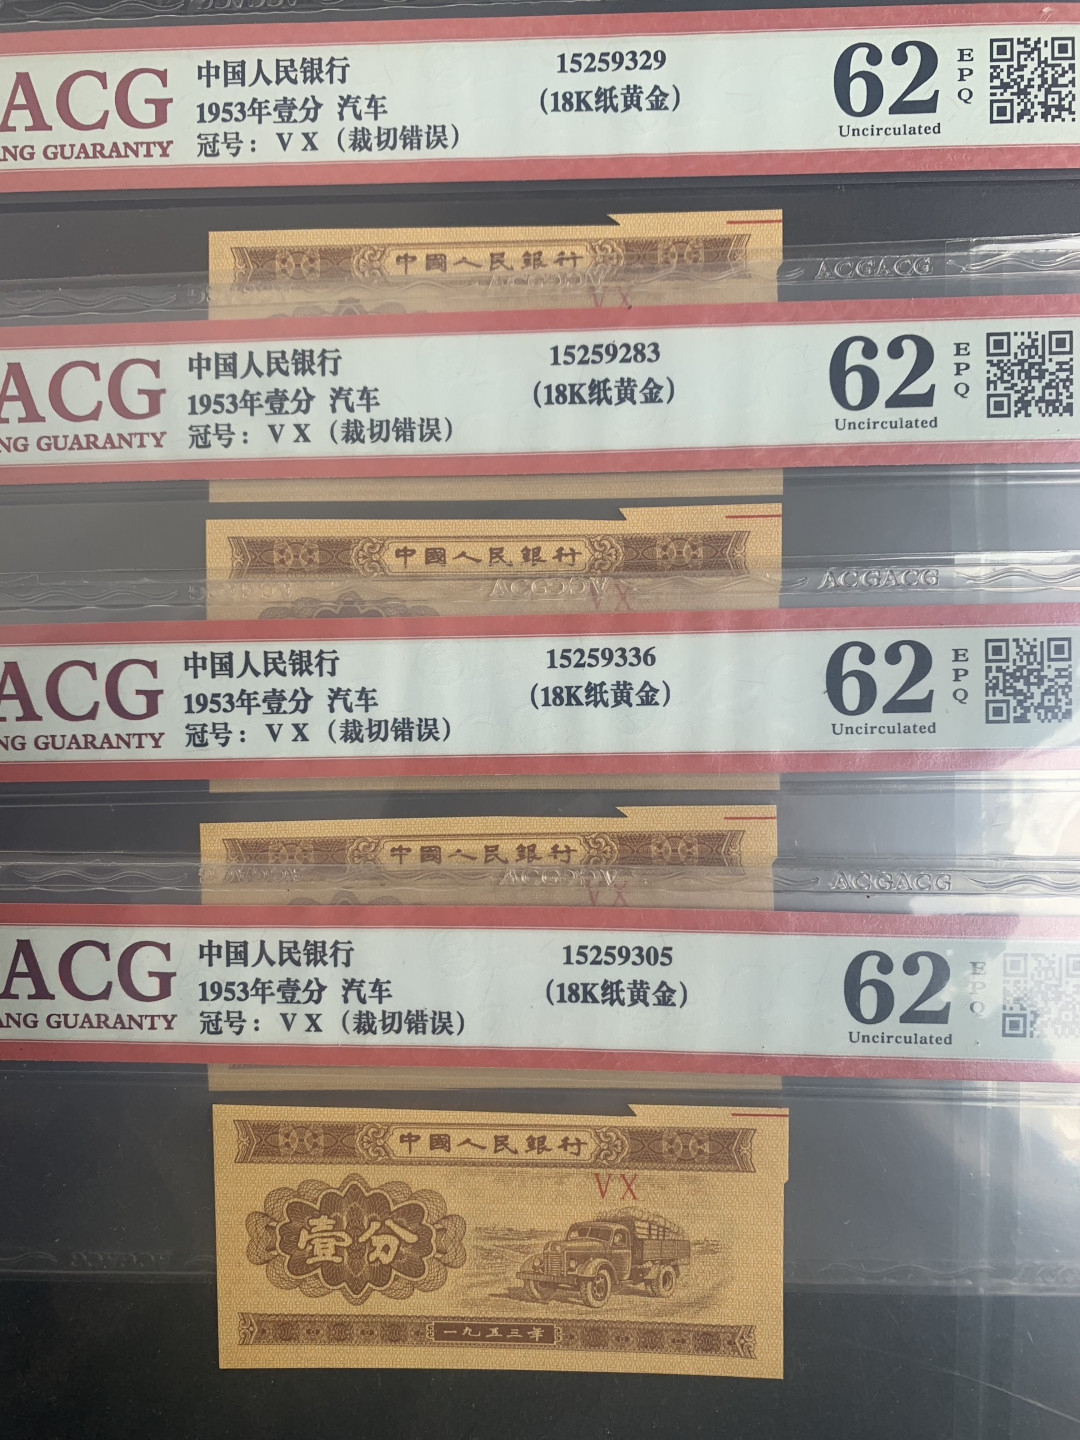 ACG
NG GUARANTY
中国人民银行
1953年壹分 汽车
冠号：V X（裁切错误）
15259329
（18K纸黄金）
62
Uncirculated
EPQ
中國人民銀行
VX
ACGACG
ACG
NG GUARANTY
中国人民银行
1953年壹分 汽车
冠号：V X（裁切错误）
15259283
（18K纸黄金）
62
Uncirculated
EPQ
中國人民銀行
VX
ACGACG
ACG
NG GUARANTY
中国人民银行
1953年壹分 汽车
冠号：V X（裁切错误）
15259336
（18K纸黄金）
62
Uncirculated
EPQ
中國人民銀行
VX
ACGACG
ACG
ANG GUARANTY
中国人民银行
1953年壹分 汽车
冠号：V X（裁切错误）
15259305
（18K纸黄金）
62
Uncirculated
EPQ
中國人民銀行
VX
壹分
一九五三年